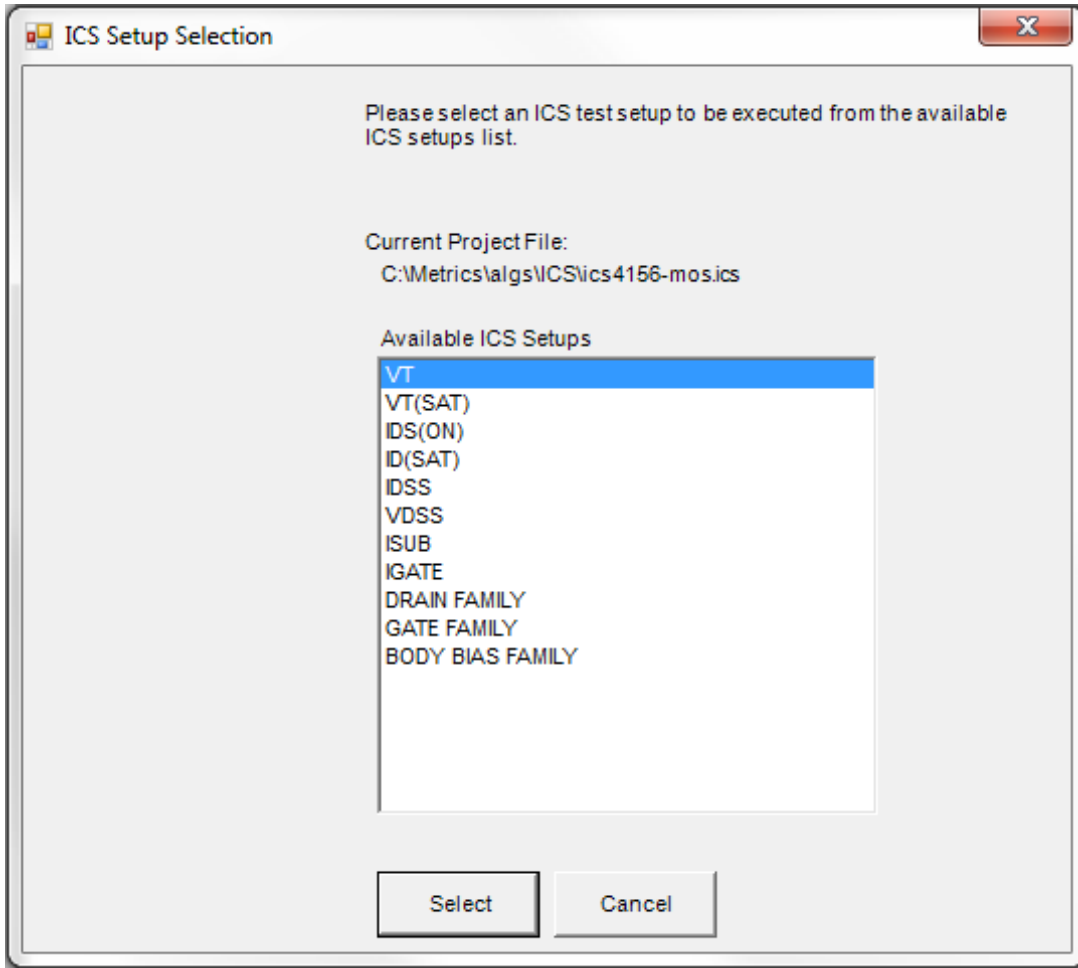 ICS Setup Selection
Please select an ICS test setup to be executed from the available
ICS setups list.
Current Project File:
C:\Metrics\algs\ICS\ics4156-mos.ics
Available ICS Setups
VT
VT(SAT)
IDS(ON)
ID(SAT)
IDSS
VDSS
ISUB
IGATE
DRAIN FAMILY
GATE FAMILY
BODY BIAS FAMILY
Select
Cancel